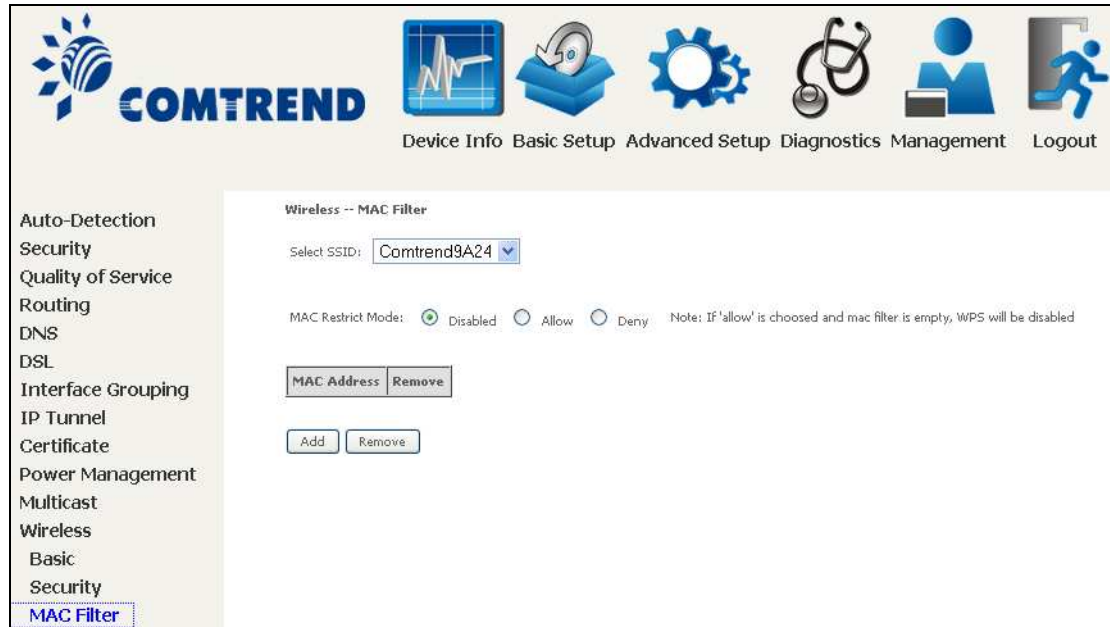 COMTREND
Device Info Basic Setup Advanced Setup Diagnostics Management Logout
Auto-Detection
Security
Quality of Service
Routing
DNS
DSL
Interface Grouping
IP Tunnel
Certificate
Power Management
Multicast
Wireless
Basic
Security
MAC Filter
Wireless -- MAC Filter
Select SSID: Comtrend9A24
MAC Restrict Mode: Disabled Allow Deny Note: If 'allow' is choosed and mac filter is empty, WPS will be disabled
MAC Address Remove
Add Remove